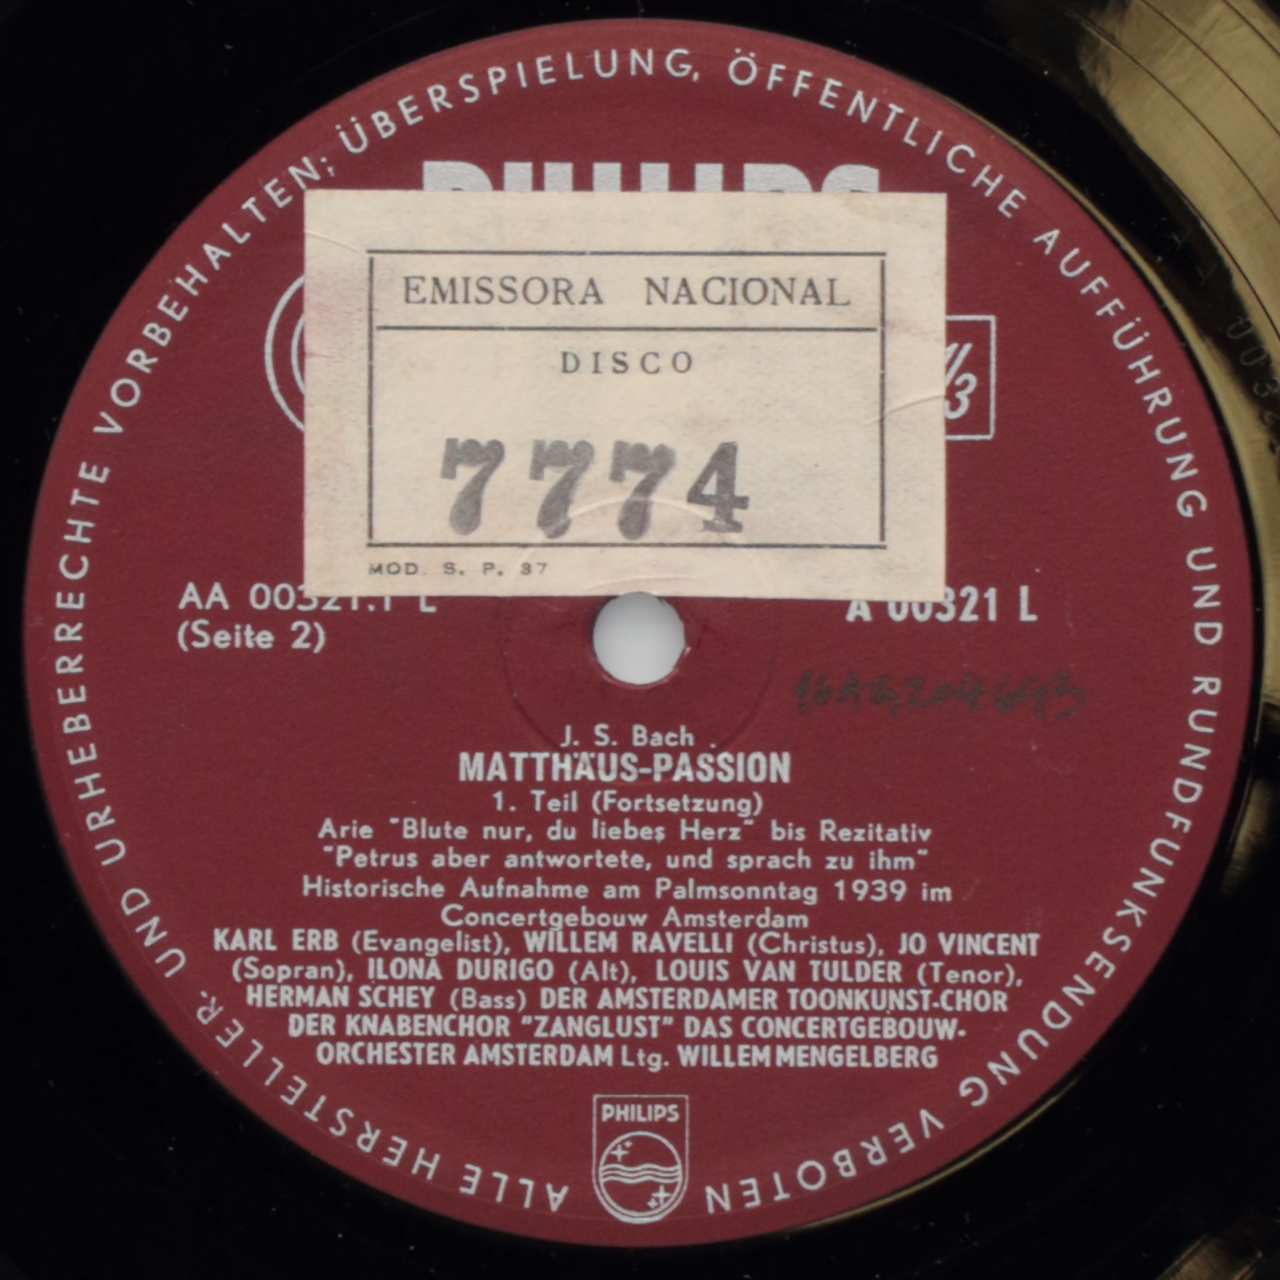 ALLE HERSTELLER- UND URHEBERRECHTE VORBEHALTEN; ÜBERSPIELUNG, ÖFFENTLICHE AUFFÜHRUNG UND RUNDFUNKSENDUNG VERBOTEN
PHILIPS
EMISSORA NACIONAL
DISCO
7774
MOD. S. P. 37
AA 00321.1 L
(Seite 2)
A 00321 L
J. S. Bach
MATTHÄUS-PASSION
1. Teil (Fortsetzung)
Arie "Blute nur, du liebes Herz" bis Rezitativ
"Petrus aber antwortete, und sprach zu ihm"
Historische Aufnahme am Palmsonntag 1939 im
Concertgebouw Amsterdam
KARL ERB (Evangelist), WILLEM RAVELLI (Christus), JO VINCENT
(Sopran), ILONA DURIGO (Alt), LOUIS VAN TULDER (Tenor),
HERMAN SCHEY (Bass) DER AMSTERDAMER TOONKUNST-CHOR
DER KNABENCHOR "ZANGLUST" DAS CONCERTGEBOUW-
ORCHESTER AMSTERDAM Ltg. WILLEM MENGELBERG
PHILIPS